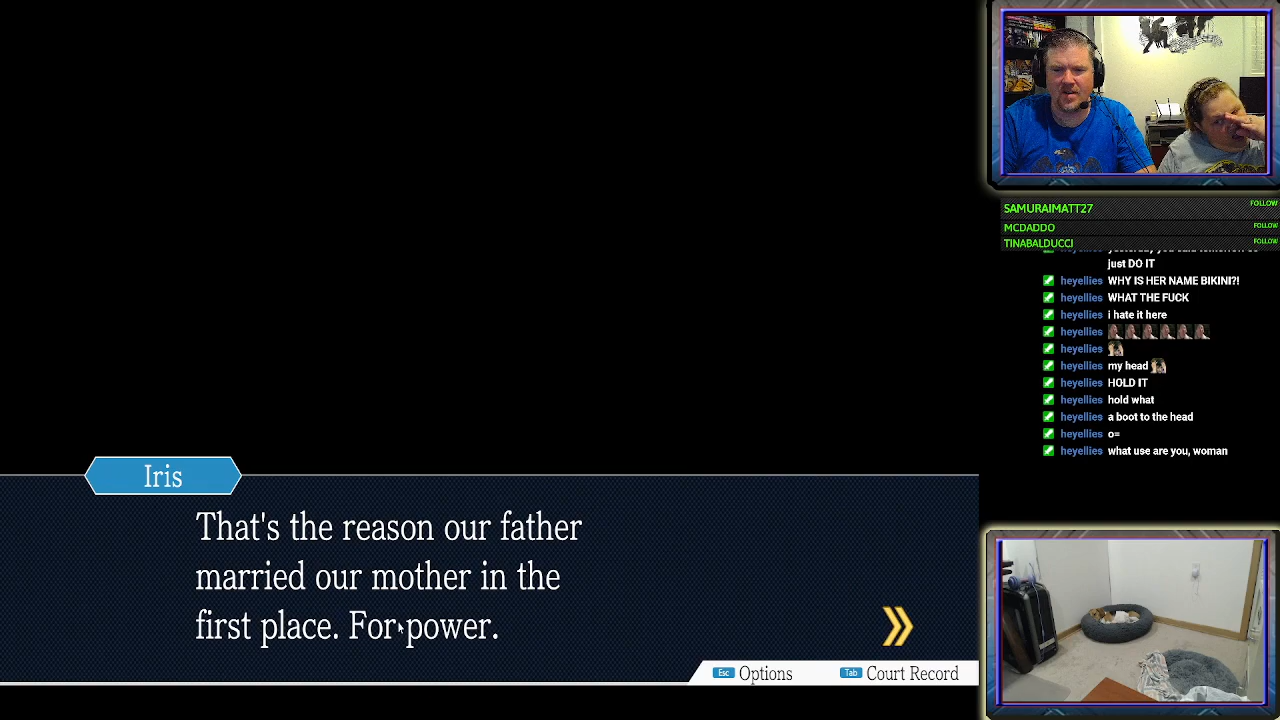 SAMURAIMATT27 FOLLOW
MCDADDO FOLLOW
TINABALDUCCI FOLLOW
just DO IT
heyellies WHY IS HER NAME BIKINI?!
heyellies WHAT THE FUCK
heyellies i hate it here
heyellies
heyellies
heyellies my head
heyellies HOLD IT
heyellies hold what
heyellies a boot to the head
heyellies o=
heyellies what use are you, woman
Iris
That's the reason our father
married our mother in the
first place. For power.
Esc Options Tab Court Record